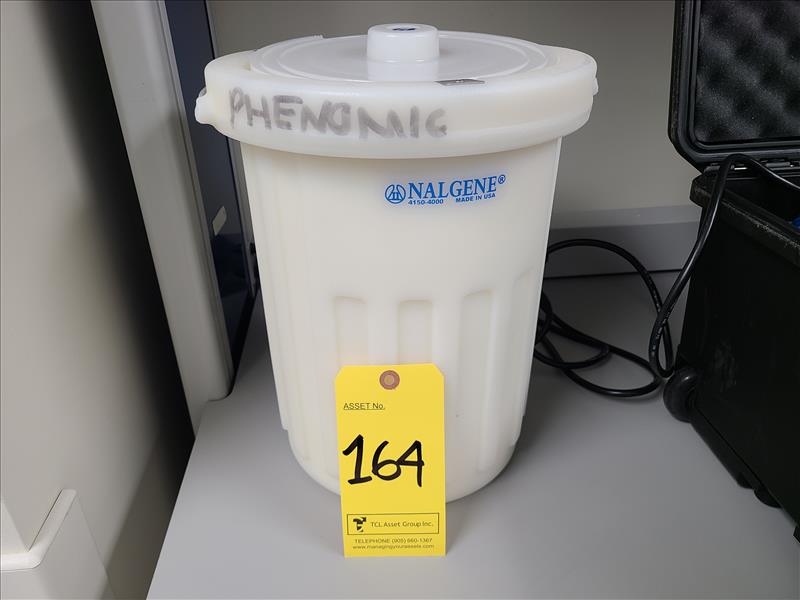 PHENOMIC
NALGENE®
4150-4000 MADE IN USA
ASSET No.
164
TCL Asset Group Inc.
TELEPHONE (905) 660-1367
www.managingyourassets.com